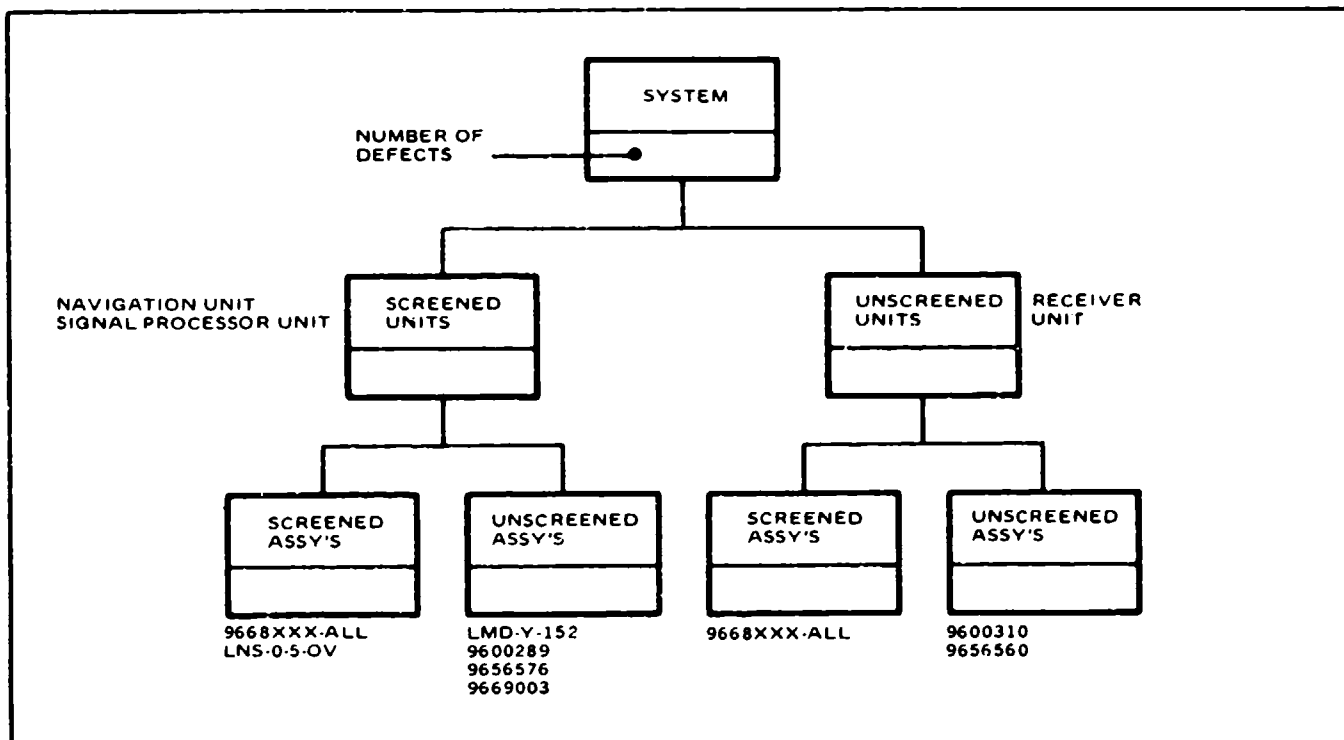 SYSTEM
NUMBER OF
DEFECTS
NAVIGATION UNIT
SIGNAL PROCESSOR UNIT
SCREENED
UNITS
UNSCREENED
UNITS
RECEIVER
UNIT
SCREENED
ASSY'S
UNSCREENED
ASSY'S
SCREENED
ASSY'S
UNSCREENED
ASSY'S
9668XXX-ALL
LNS-0-5-OV
LMD-Y-152
9600289
9656576
9669003
9668XXX-ALL
9600310
9656560